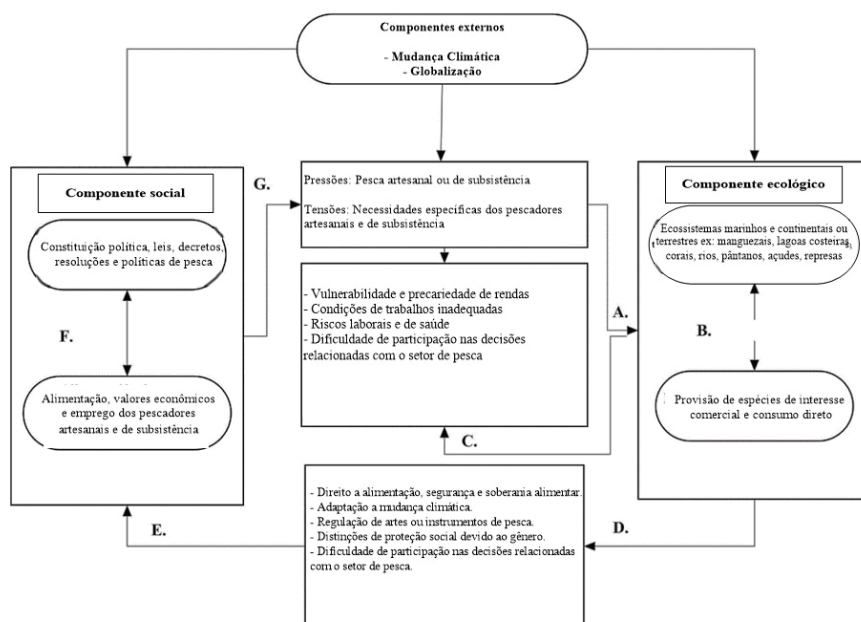 Componentes externos
- Mudança Climática
- Globalização
Componente social
Constituição política, leis, decretos,
resoluções e políticas de pesca
F.
Alimentação, valores econômicos
e emprego dos pescadores
artesanais e de subsistência
G.
Pressões: Pesca artesanal ou de subsistência
Tensões: Necessidades específicas dos pescadores
artesanais e de subsistência
- Vulnerabilidade e precariedade de rendas
- Condições de trabalhos inadequadas
- Riscos laborais e de saúde
- Dificuldade de participação nas decisões
relacionadas com o setor de pesca
A.
C.
Componente ecológico
Ecossistemas marinhos e continentais ou
terrestres ex: manguezais, lagoas costeiras,
corais, rios, pântanos, açudes, represas
B.
Provisão de espécies de interesse
comercial e consumo direto
D.
- Direito a alimentação, segurança e soberania alimentar.
- Adaptação a mudança climática.
- Regulação de artes ou instrumentos de pesca.
- Distinções de proteção social devido ao gênero.
- Dificuldade de participação nas decisões relacionadas
com o setor de pesca.
E.